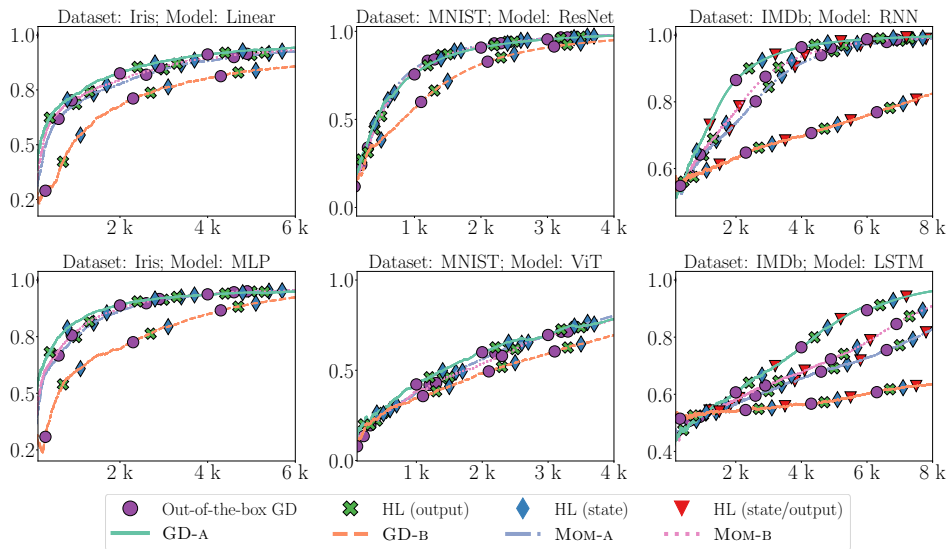 Dataset: Iris; Model: Linear
1.0
0.8
0.5
0.2
2 k 4 k 6 k
Dataset: MNIST; Model: ResNet
1.0
0.5
0.0
1 k 2 k 3 k 4 k
Dataset: IMDb; Model: RNN
1.0
0.8
0.6
2 k 4 k 6 k 8 k
Dataset: Iris; Model: MLP
1.0
0.8
0.5
0.2
2 k 4 k 6 k
Dataset: MNIST; Model: ViT
1.0
0.5
0.0
1 k 2 k 3 k 4 k
Dataset: IMDb; Model: LSTM
1.0
0.8
0.6
0.4
2 k 4 k 6 k 8 k
Out-of-the-box GD HL (output) HL (state) HL (state/output)
GD-A GD-B MOM-A MOM-B